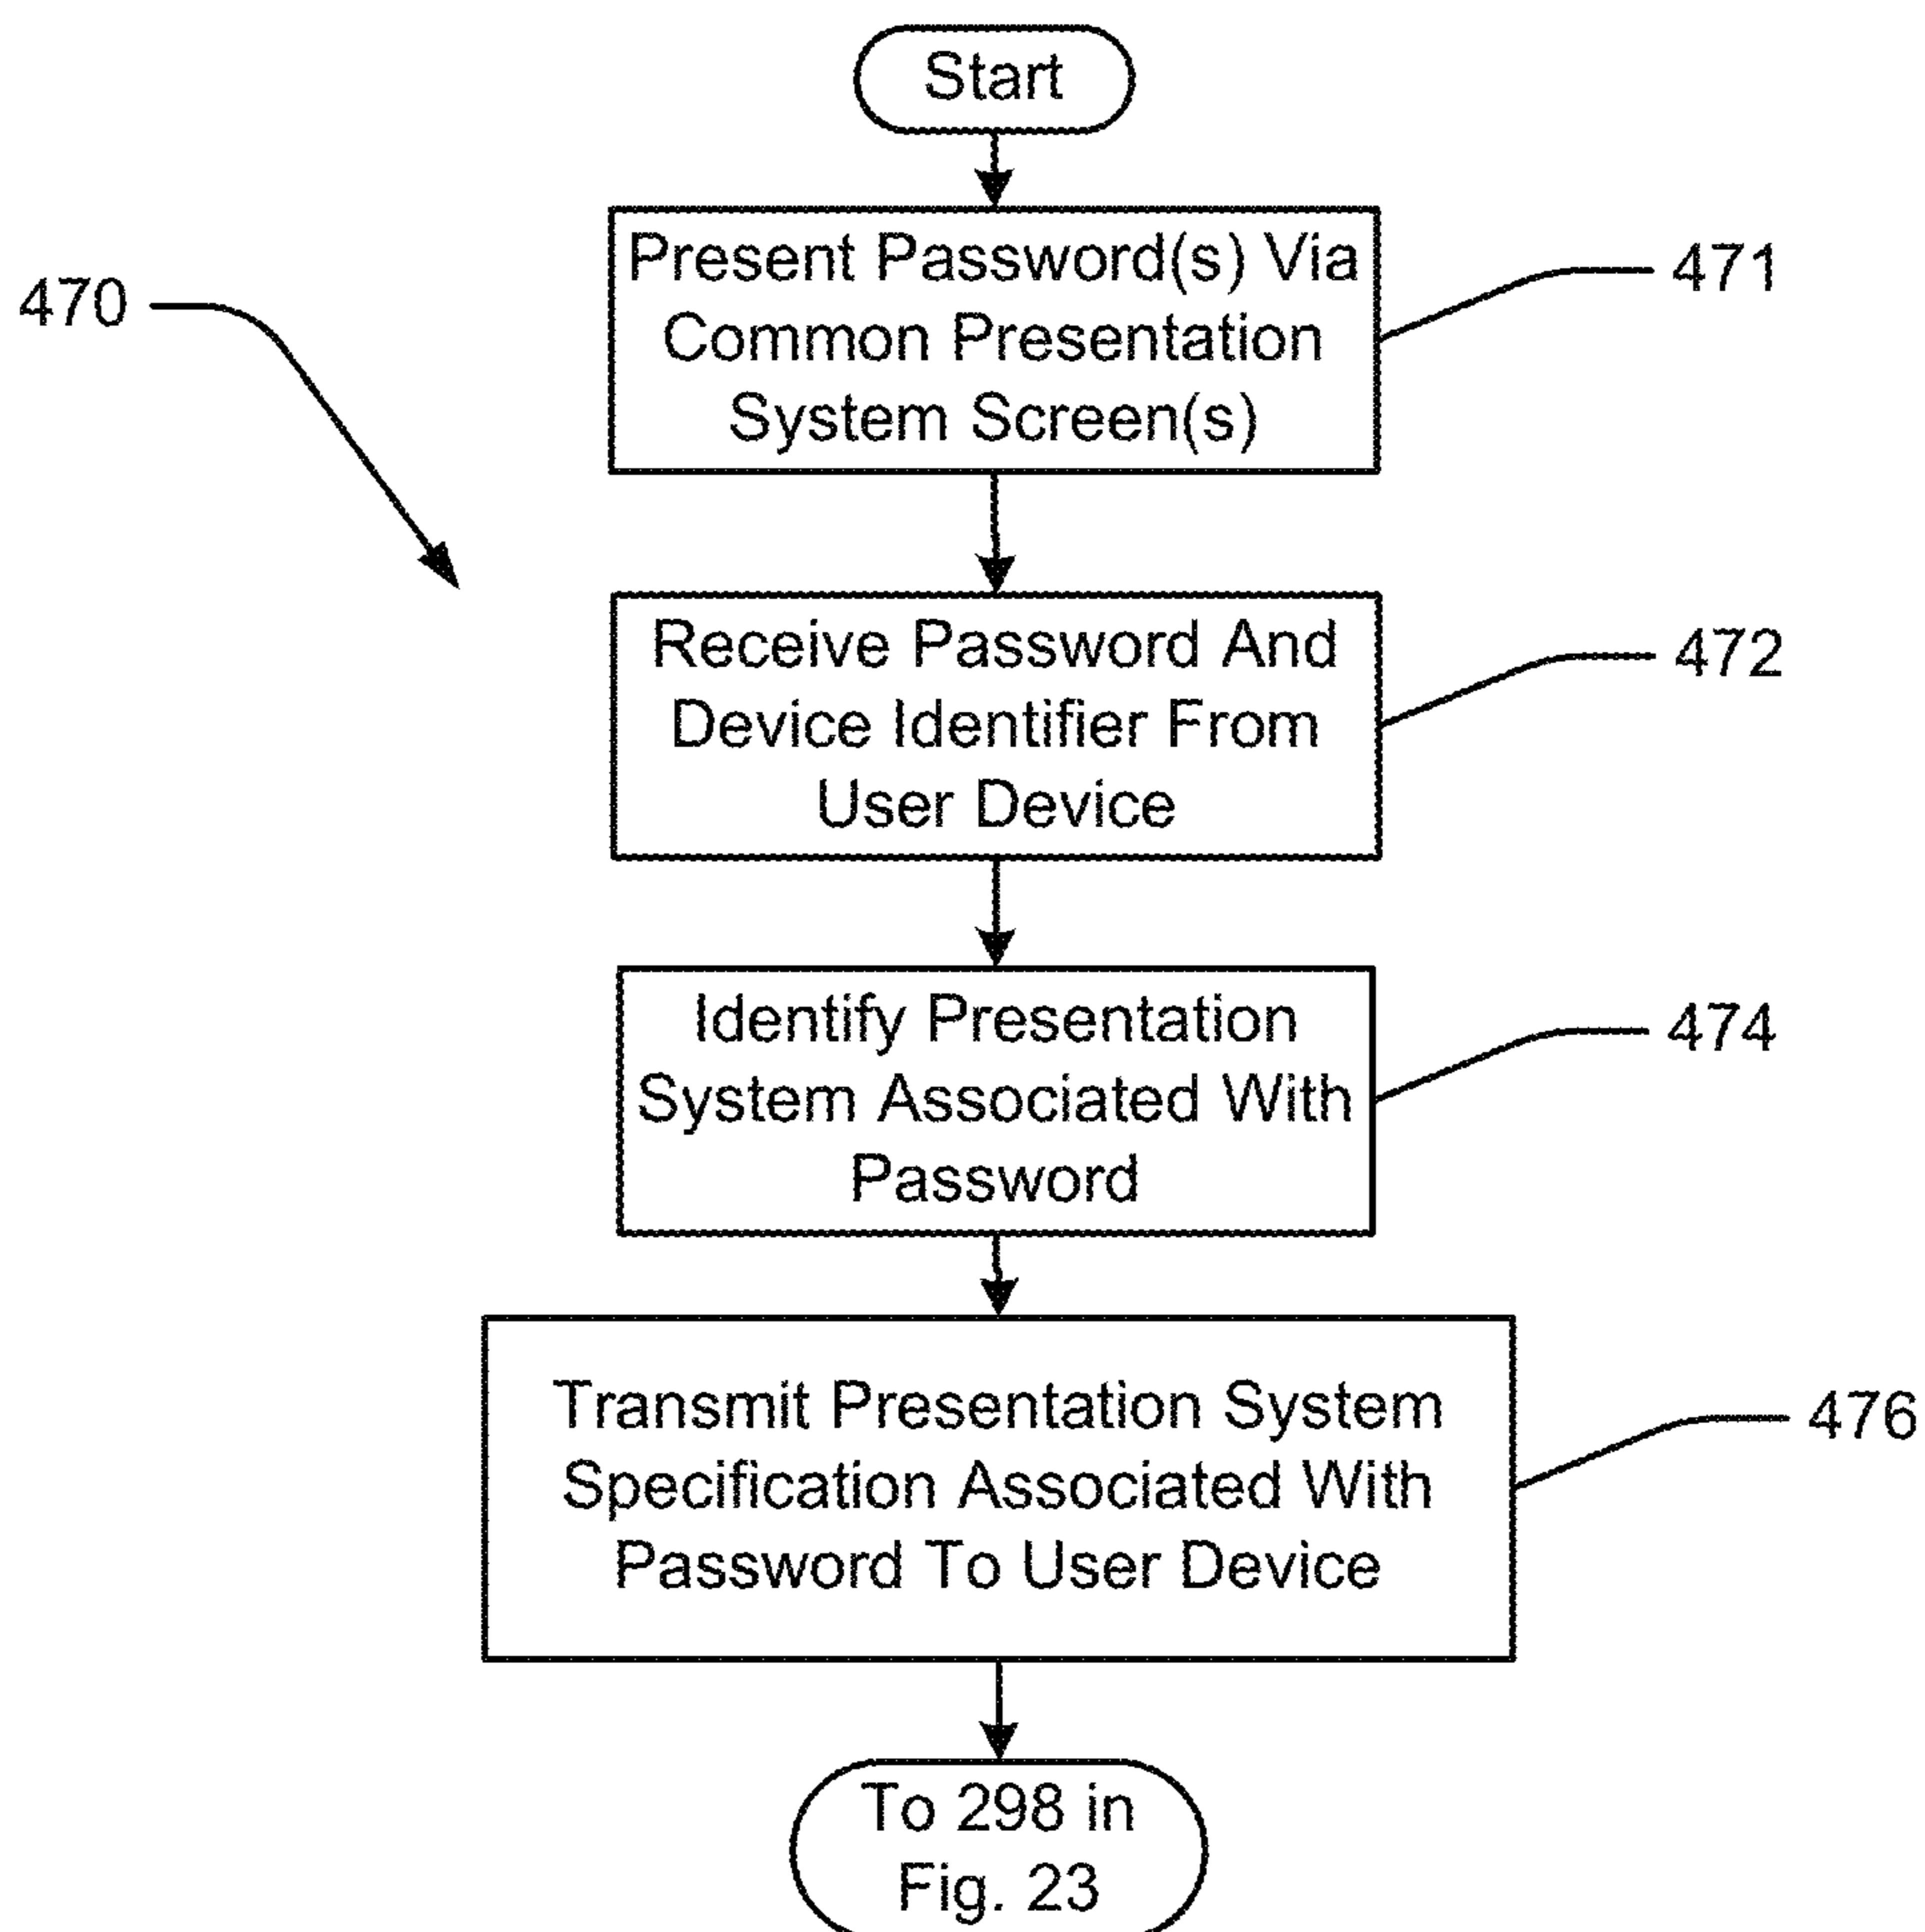 Start
470
Present Password(s) Via
Common Presentation
System Screen(s)
471
Receive Password And
Device Identifier From
User Device
472
Identify Presentation
System Associated With
Password
474
Transmit Presentation System
Specification Associated With
Password To User Device
476
To 298 in
Fig. 23